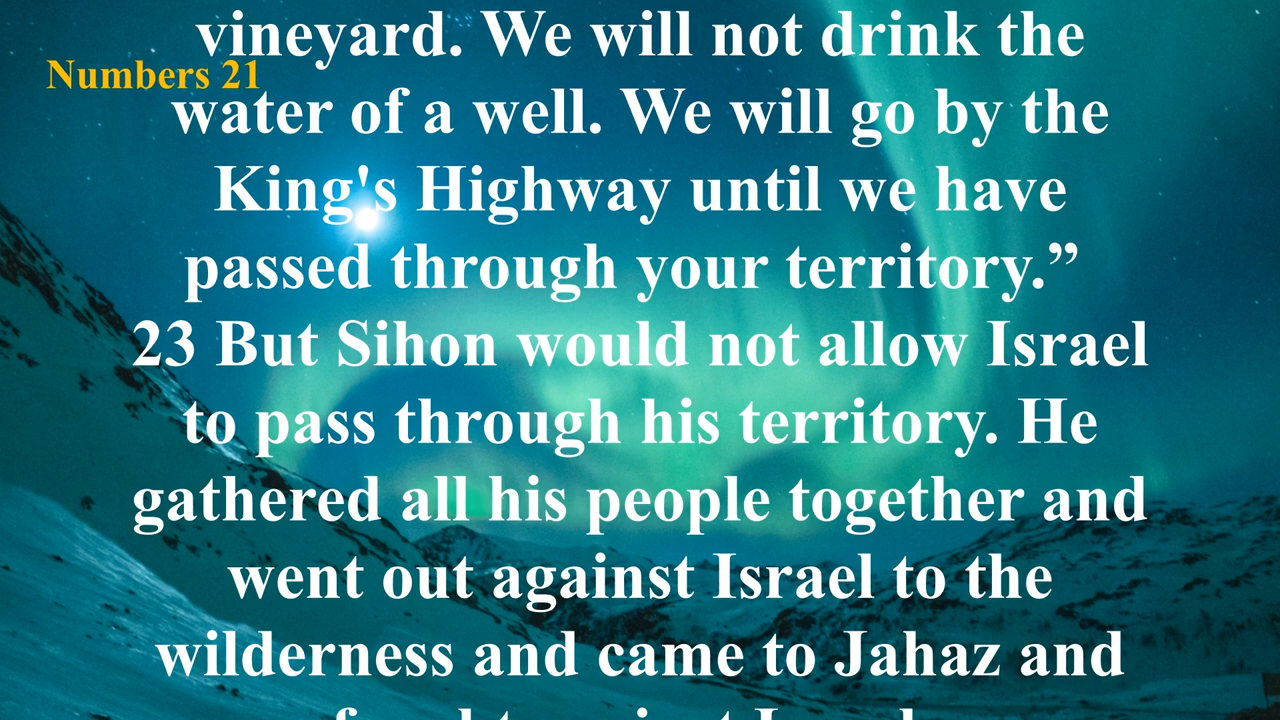 vineyard. We will not drink the
Numbers 21
water of a well. We will go by the
King's Highway until we have
passed through your territory.”
23 But Sihon would not allow Israel
to pass through his territory. He
gathered all his people together and
went out against Israel to the
wilderness and came to Jahaz and